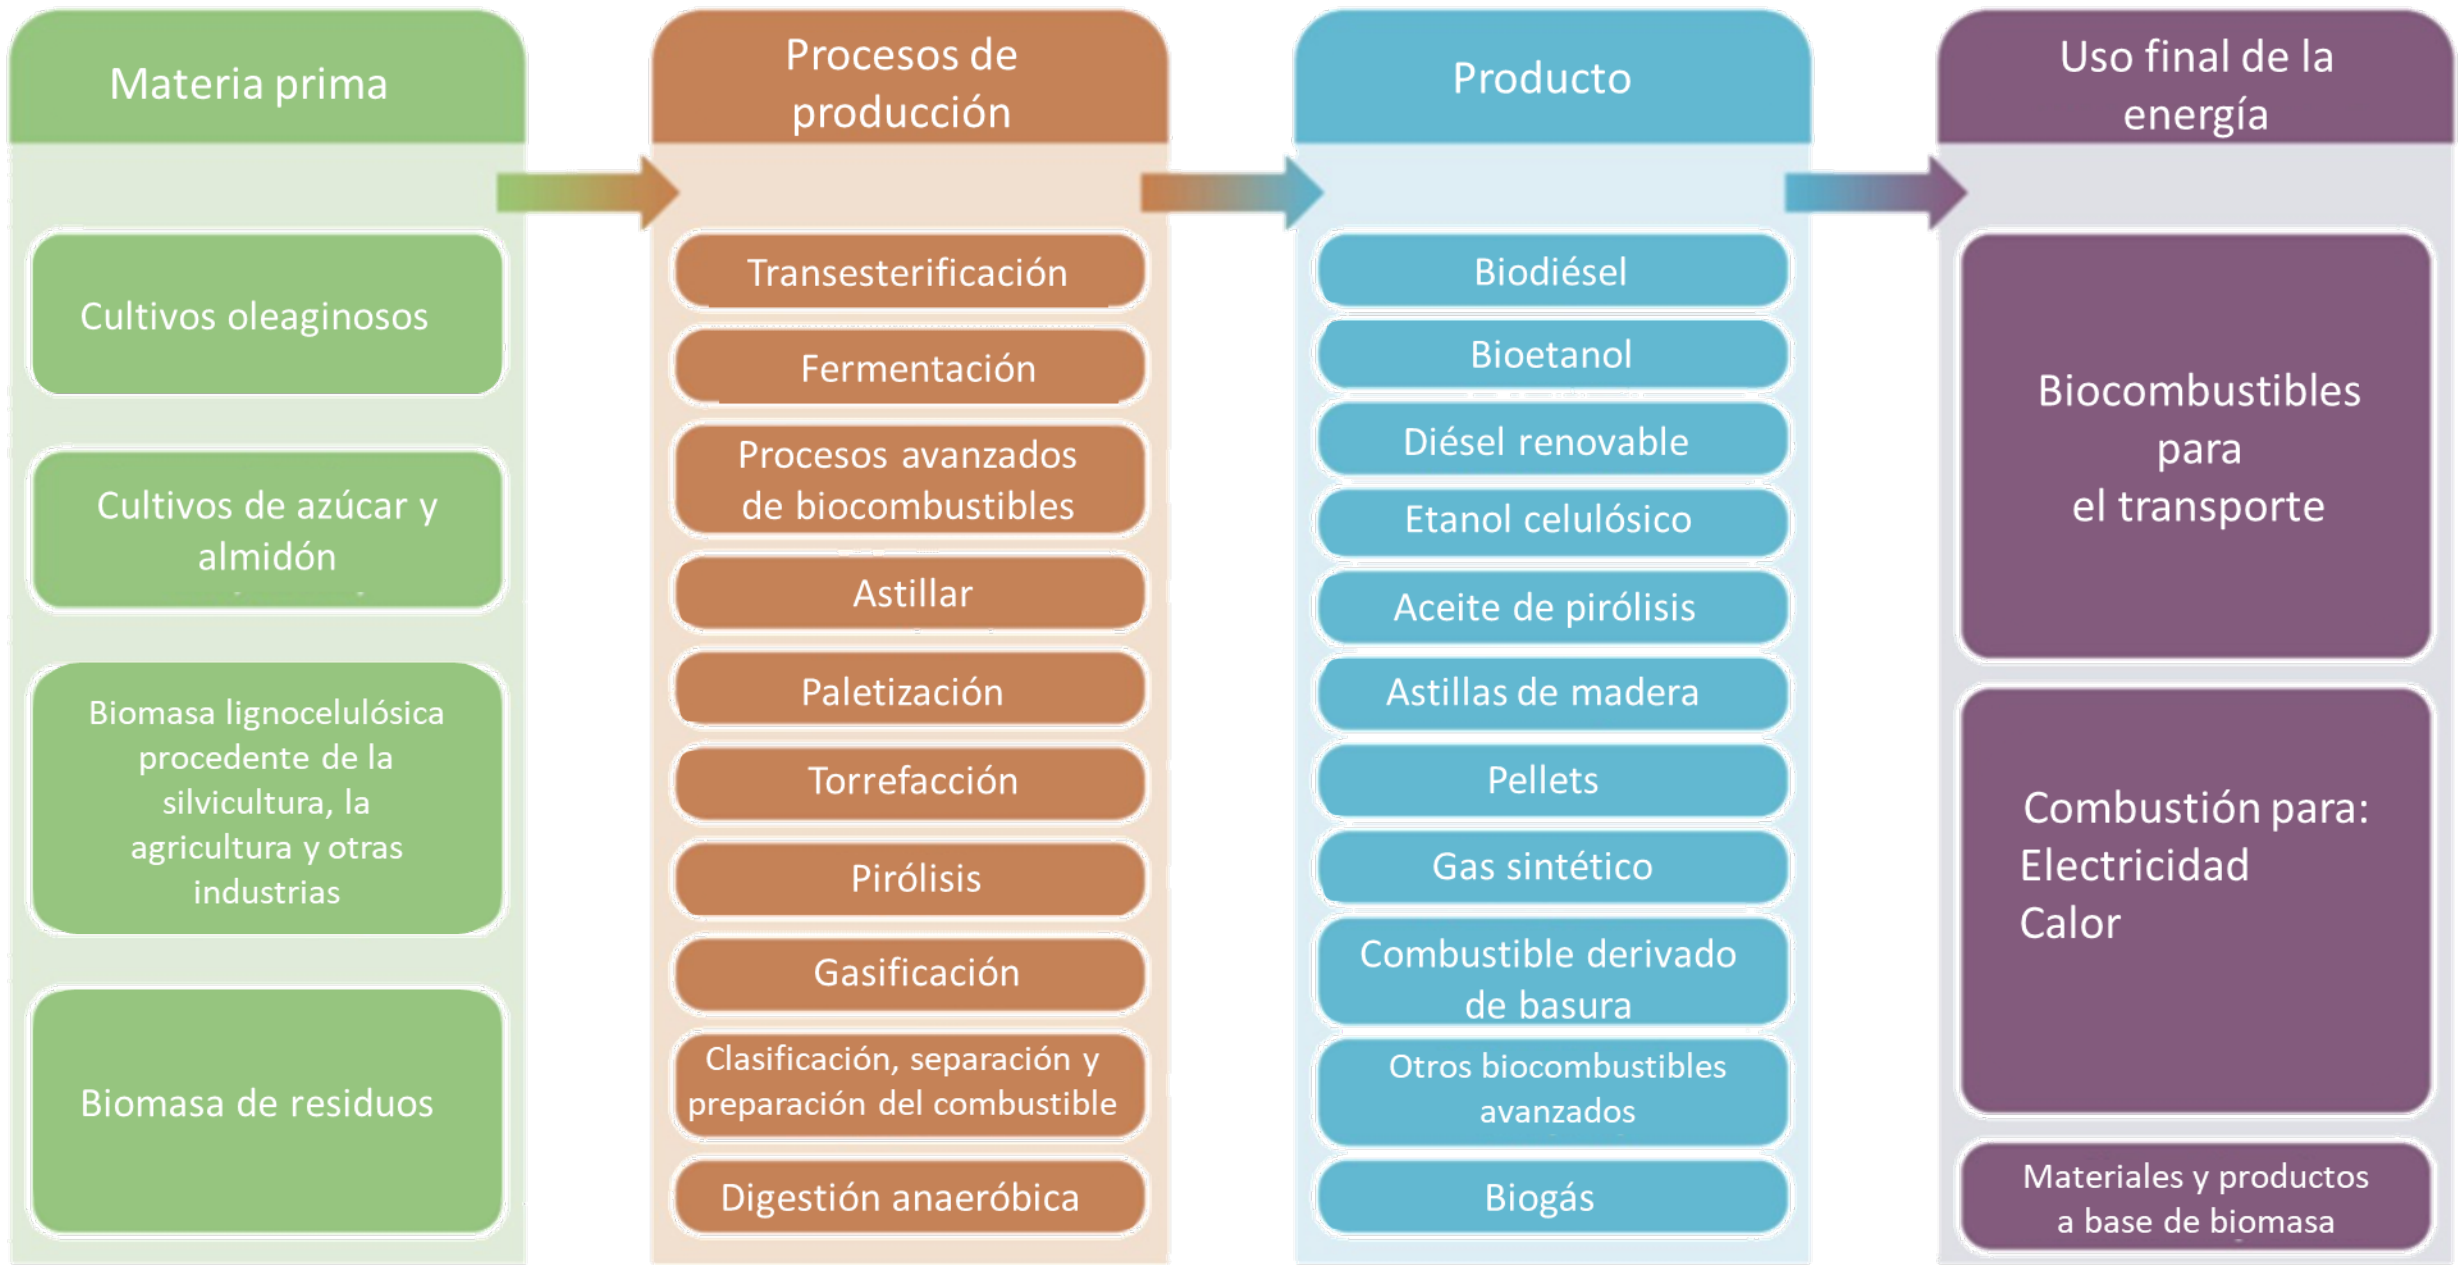 Materia prima
Cultivos oleaginosos
Cultivos de azúcar y
almidón
Biomasa lignocelulósica
procedente de la
silvicultura, la
agricultura y otras
industrias
Biomasa de residuos
Procesos de
producción
Transesterificación
Fermentación
Procesos avanzados
de biocombustibles
Astillar
Paletización
Torrefacción
Pirólisis
Gasificación
Clasificación, separación y
preparación del combustible
Digestión anaeróbica
Producto
Biodiésel
Bioetanol
Diésel renovable
Etanol celulósico
Aceite de pirólisis
Astillas de madera
Pellets
Gas sintético
Combustible derivado
de basura
Otros biocombustibles
avanzados
Biogás
Uso final de la
energía
Biocombustibles
para
el transporte
Combustión para:
Electricidad
Calor
Materiales y productos
a base de biomasa